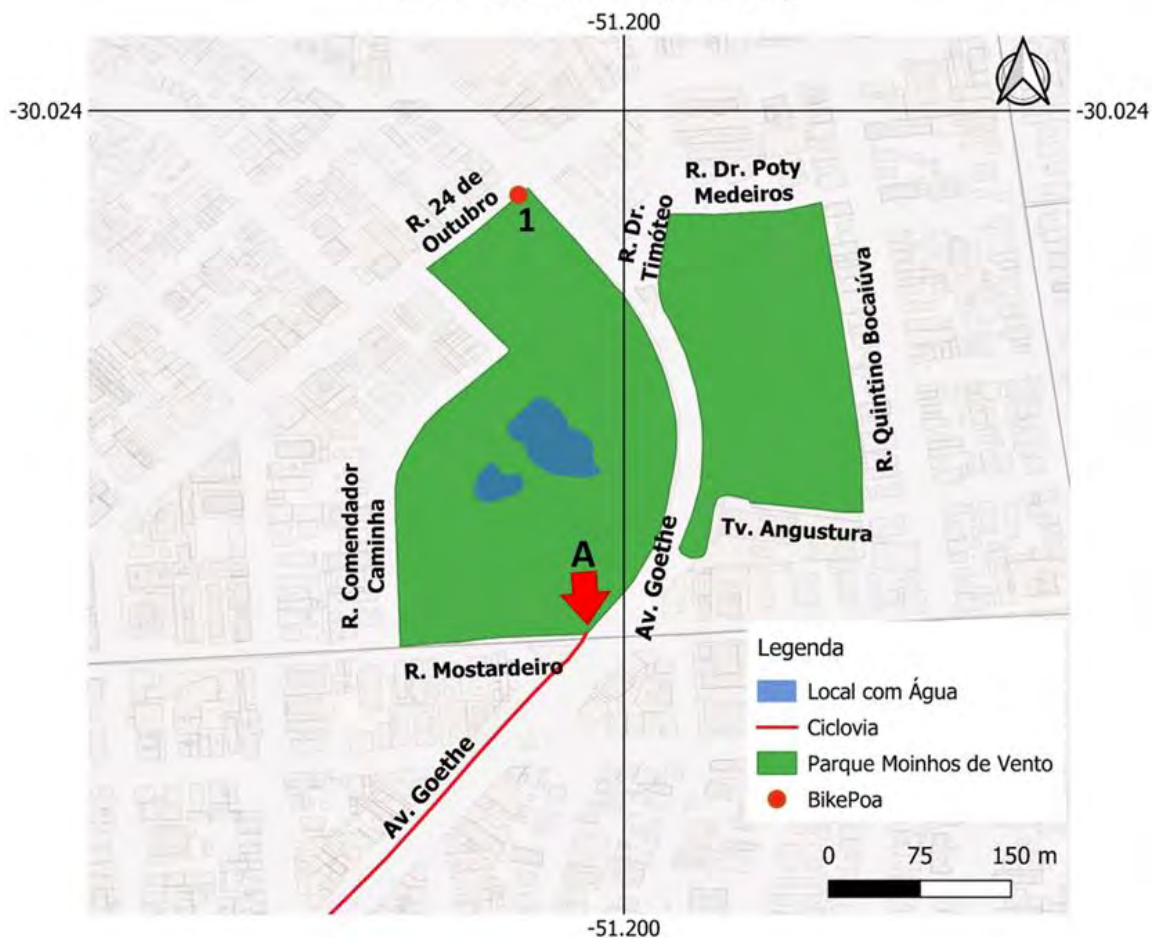 -51.200
-30.024
-30.024
R. Dr. Poty
Medeiros
R. 24 de
Outubro
1
R. Dr.
Timóteo
R. Quintino Bocaiúva
R. Comendador
Caminha
A
Av. Goethe
Tv. Angustura
R. Mostardeiro
Av. Goethe
Legenda
Local com Água
Ciclovia
Parque Moinhos de Vento
BikePoa
0 75 150 m
-51.200